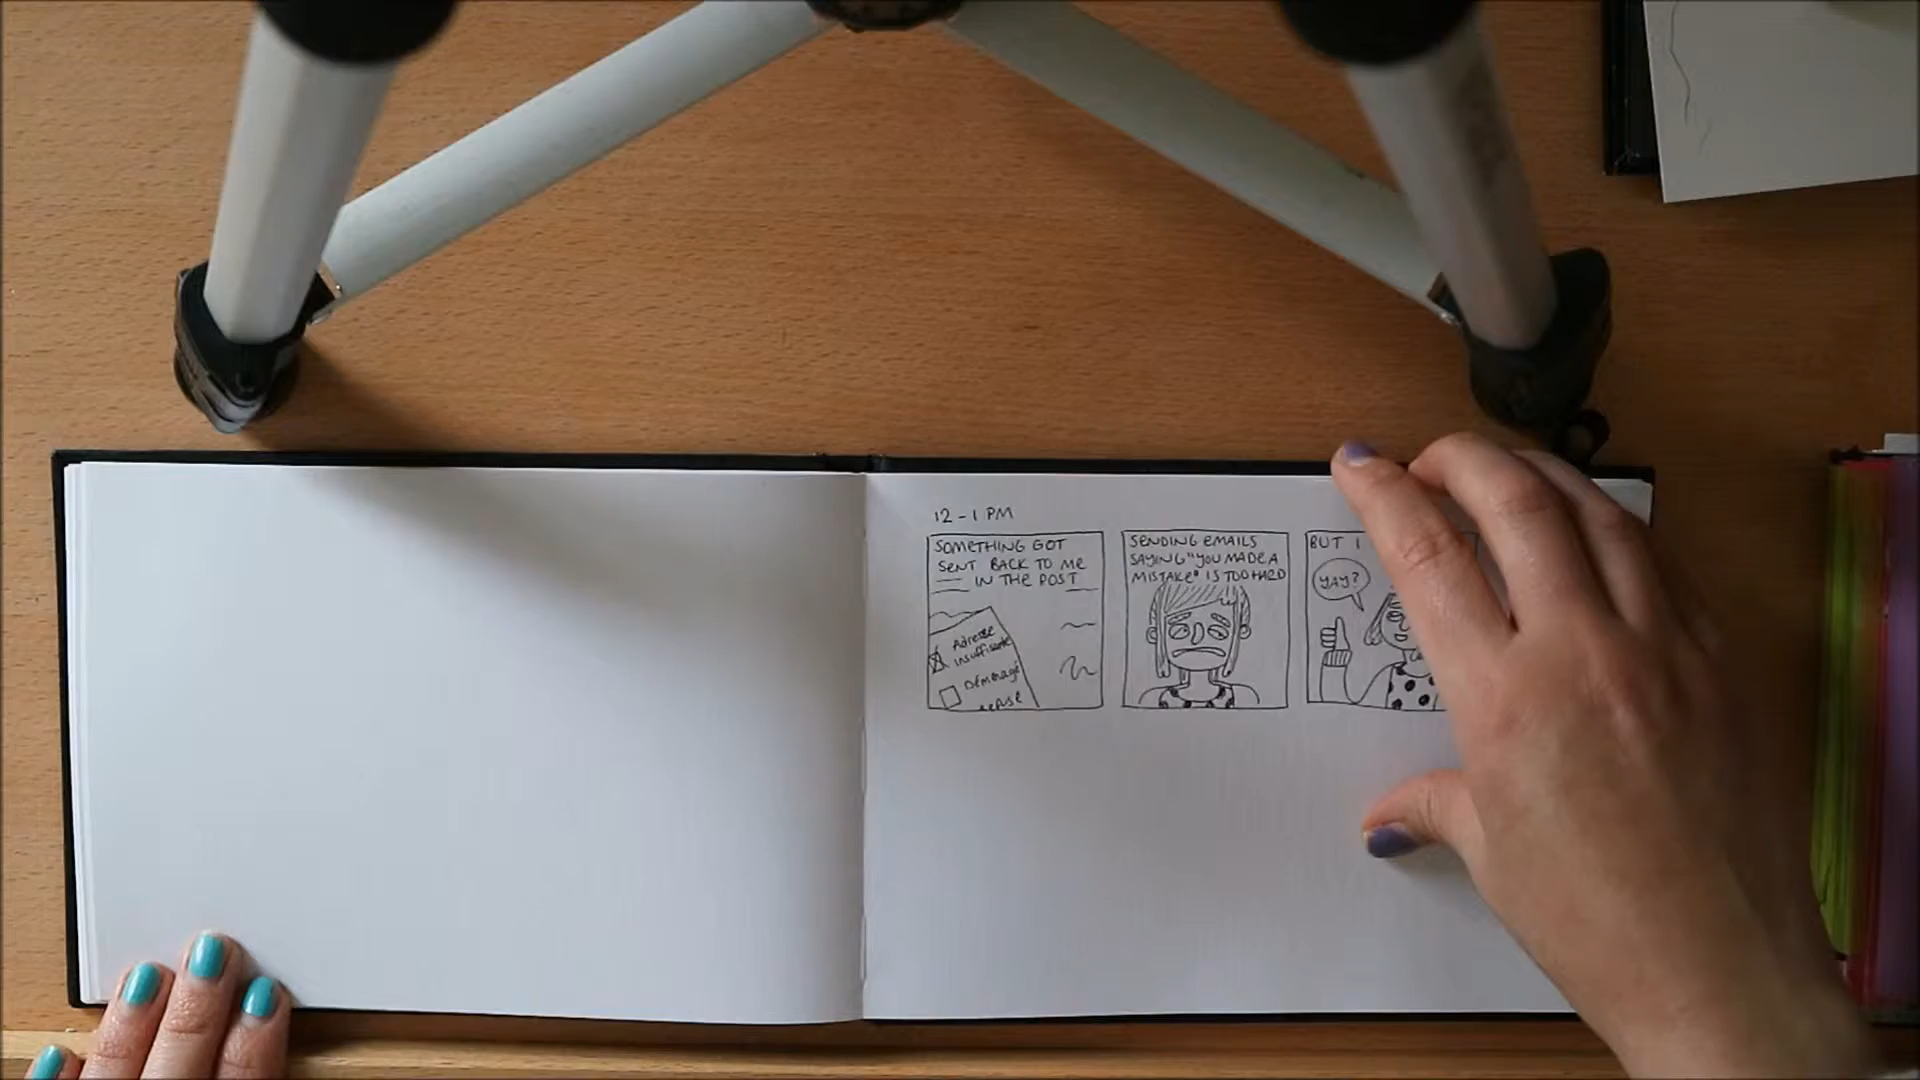 12 - 1 PM
SOMETHING GOT
SENT BACK TO ME
IN THE POST
Adresse
insuffisante
Déménagé
refusé
SENDING EMAILS
SAYING "YOU MADE A
MISTAKE" IS TOO HARD
BUT I
YAY?